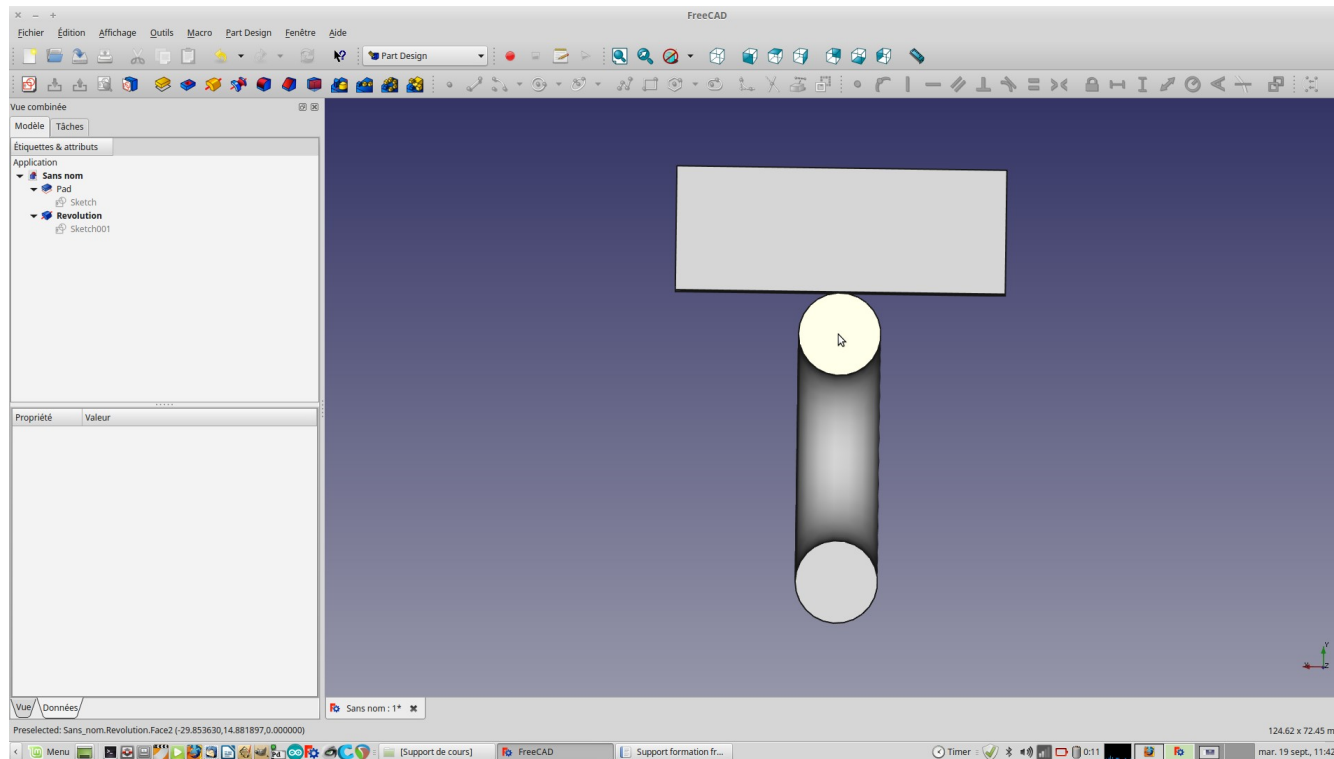 FreeCAD
Fichier Édition Affichage Outils Macro Part Design Fenêtre Aide
Part Design
Vue combinée
Modèle Tâches
Étiquettes & attributs
Application
Sans nom
Pad
Sketch
Revolution
Sketch001
Propriété Valeur
Y
Z
Vue Données
Sans nom : 1*
Preselected: Sans_nom.Revolution.Face2 (-29.853630,14.881897,0.000000)
124.62 x 72.45 m
Menu [Support de cours] FreeCAD Support formation fr... Timer 0:11 mar. 19 sept., 11:42